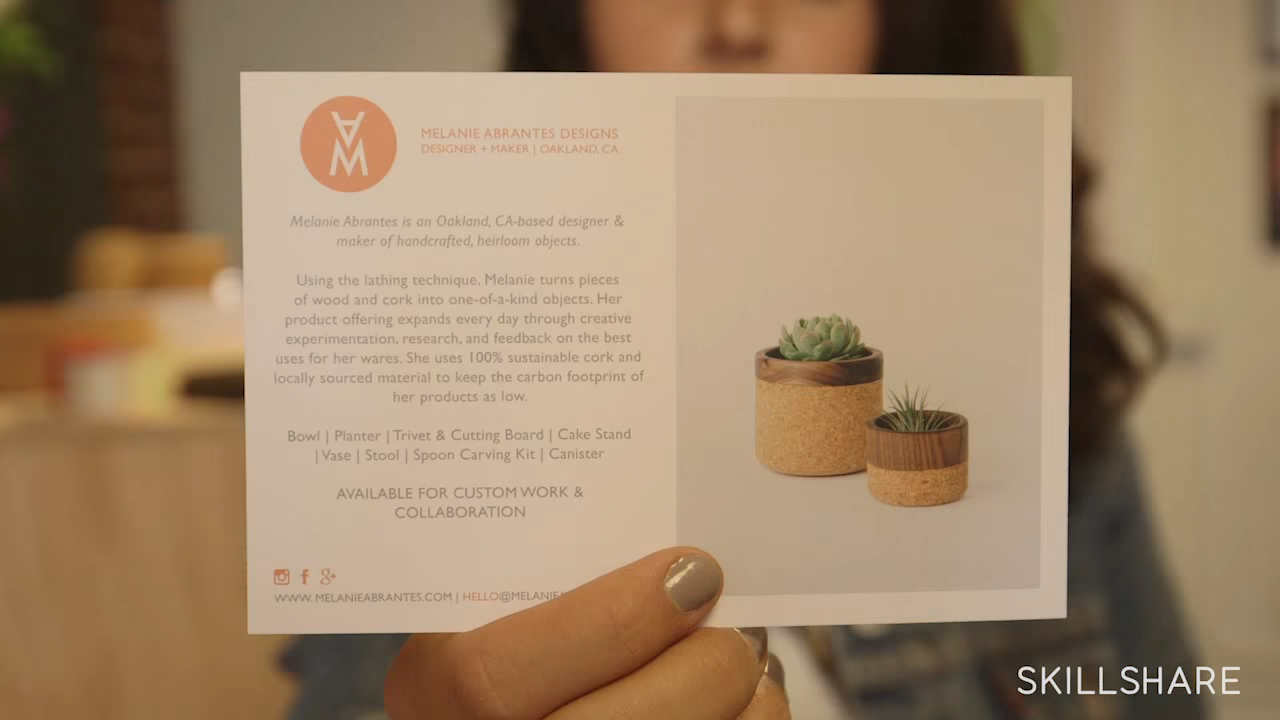 MELANIE ABRANTES DESIGNS
DESIGNER + MAKER | OAKLAND, CA
Melanie Abrantes is an Oakland, CA-based designer &
maker of handcrafted, heirloom objects.
Using the lathing technique, Melanie turns pieces
of wood and cork into one-of-a-kind objects. Her
product offering expands every day through creative
experimentation, research, and feedback on the best
uses for her wares. She uses 100% sustainable cork and
locally sourced material to keep the carbon footprint of
her products as low.
Bowl | Planter | Trivet & Cutting Board | Cake Stand
| Vase | Stool | Spoon Carving Kit | Canister
AVAILABLE FOR CUSTOM WORK &
COLLABORATION
WWW. MELANIEABRANTES.COM | HELLO@MELANIE
SKILLSHARE